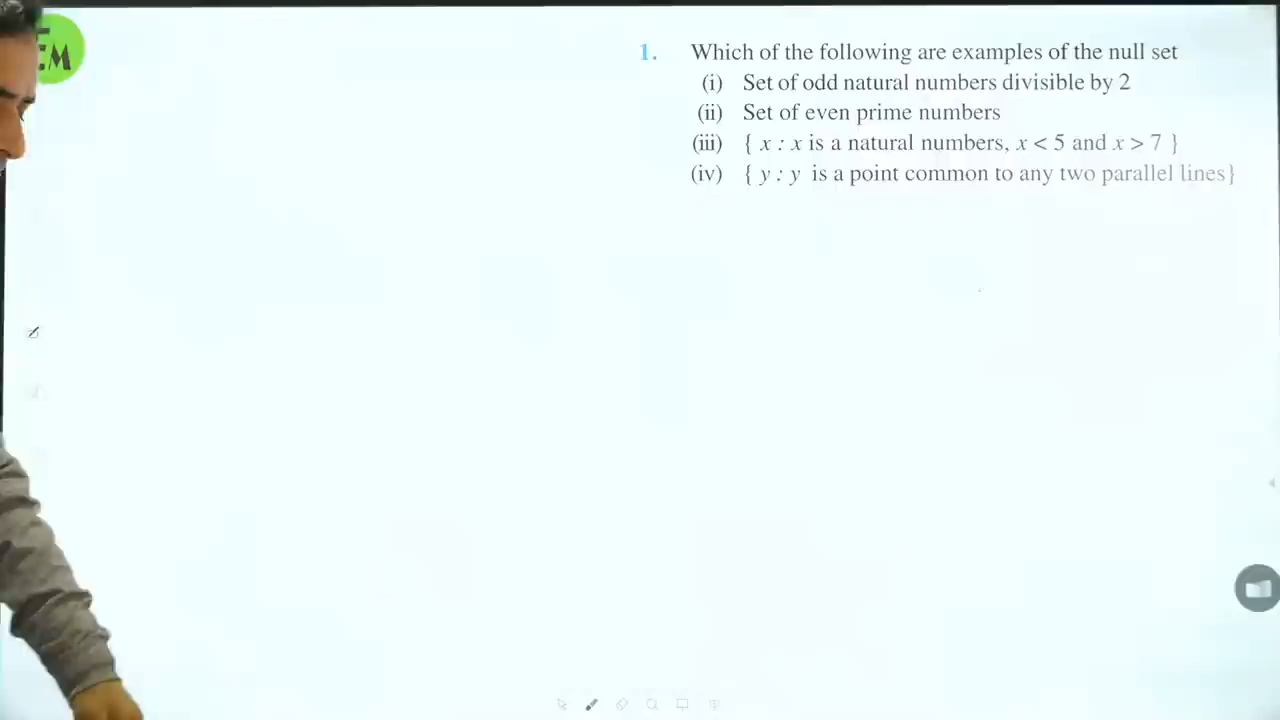 EM
1. Which of the following are examples of the null set
(i) Set of odd natural numbers divisible by 2
(ii) Set of even prime numbers
(iii) { x : x is a natural numbers, x < 5 and x > 7 }
(iv) { y : y is a point common to any two parallel lines}